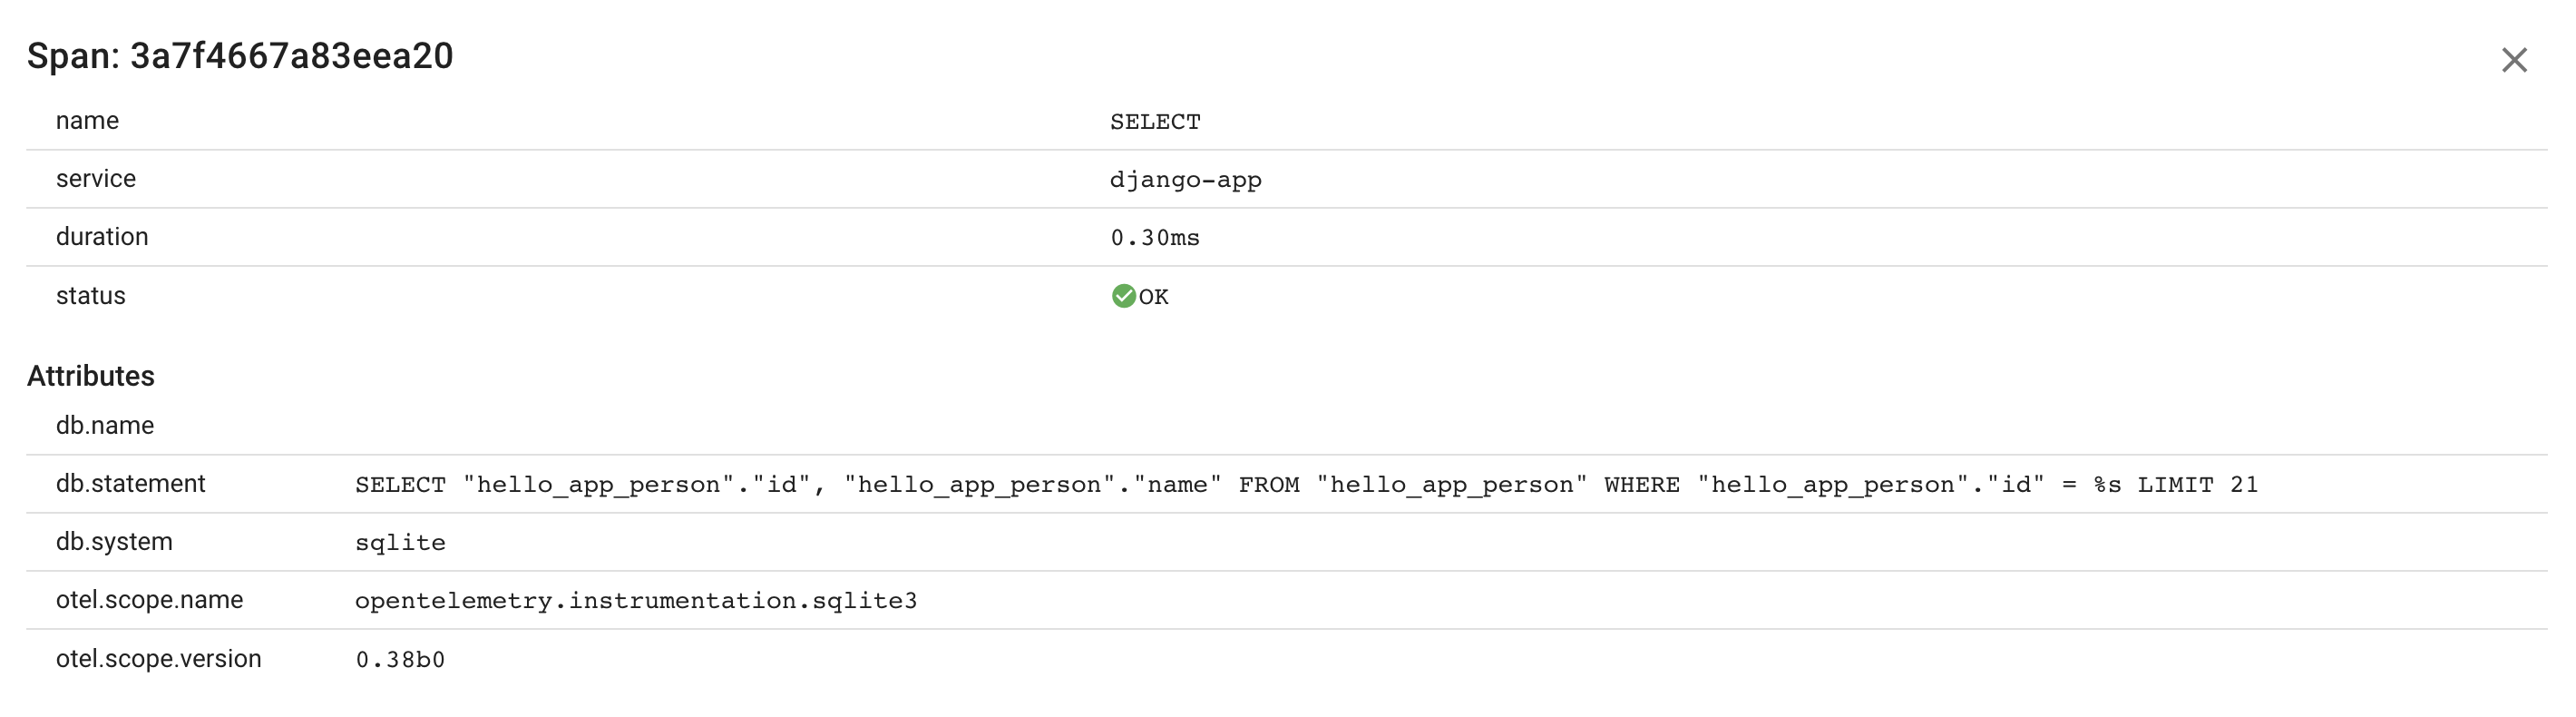 Span: 3a7f4667a83eea20
name SELECT
service django-app
duration 0.30ms
status OK
Attributes
db.name
db.statement SELECT "hello_app_person"."id", "hello_app_person"."name" FROM "hello_app_person" WHERE "hello_app_person"."id" = %s LIMIT 21
db.system sqlite
otel.scope.name opentelemetry.instrumentation.sqlite3
otel.scope.version 0.38b0